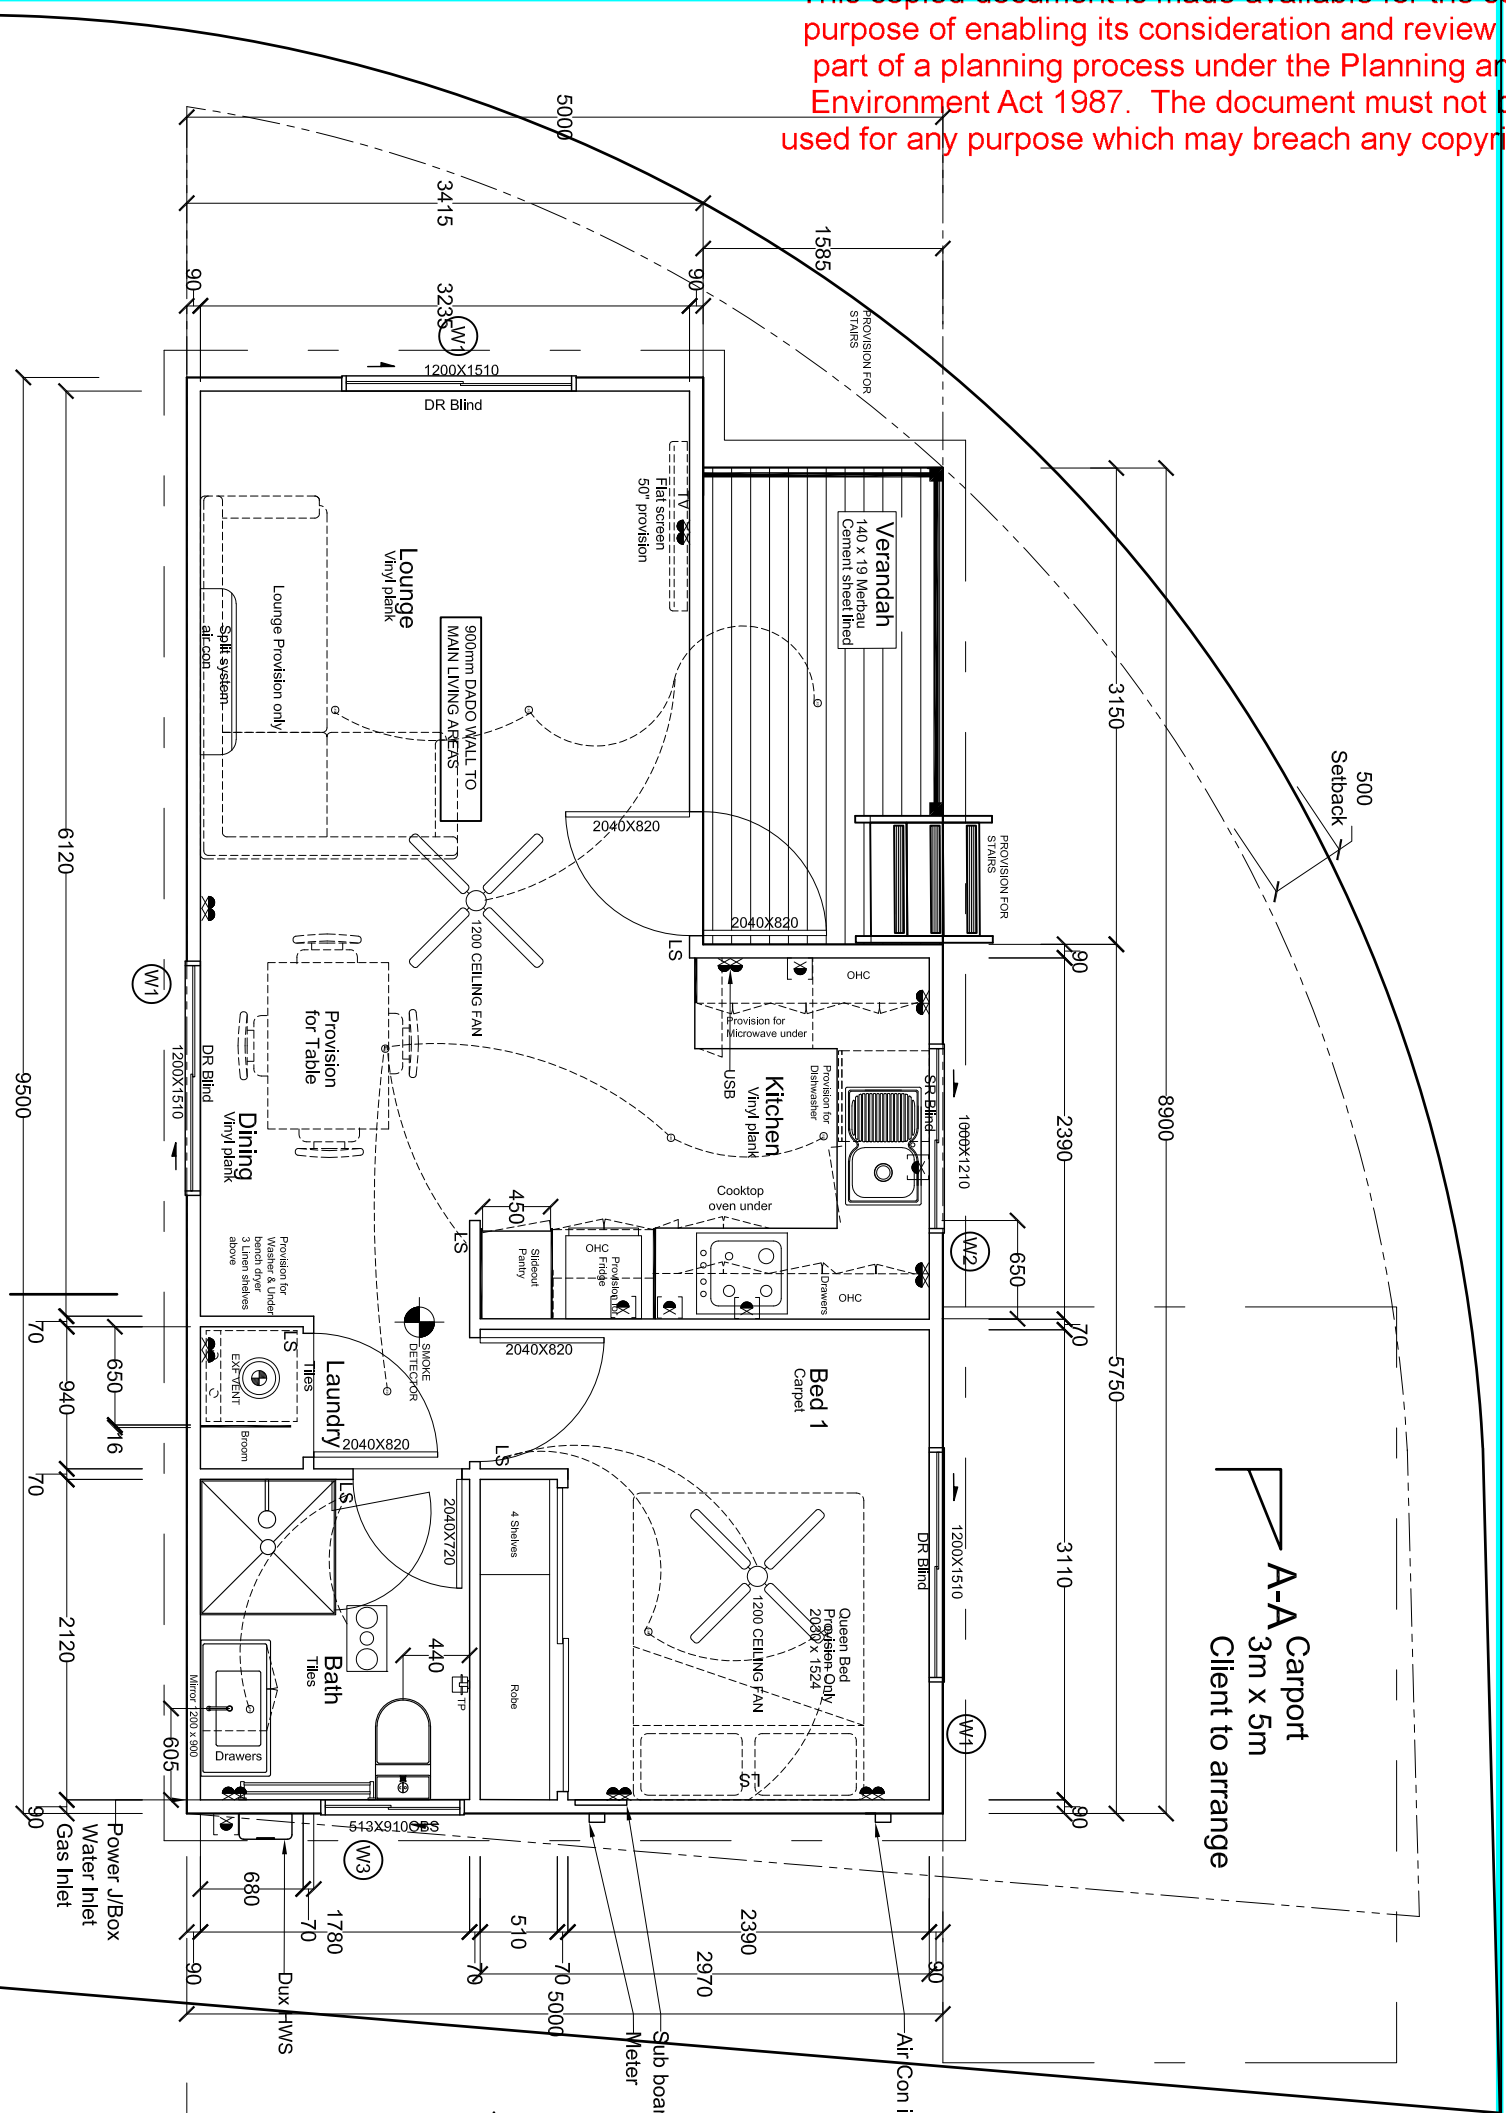 purpose of enabling its consideration and review
part of a planning process under the Planning
Environment Act 1987. The document must not
used for any purpose which may breach any
5000
3415
1585
90
3235
90
W1
1200X1510
DR Blind
PROVISION FOR
STAIRS
PROVISION FOR
STAIRS
500
Setback
8900
3150
5750
90
2390
70
3110
90
650
Verandah
140 x 19 Merbau
Cement sheet lined
TV
Flat screen
50" provision
Lounge
Vinyl plank
Lounge Provision only
Split system
air con
900mm DADO WALL TO
MAIN LIVING AREAS
2040X820
2040X820
LS
1200 CEILING FAN
Provision
for Table
Dining
Vinyl plank
W1
DR Blind
1200X1510
OHC
Provision for
Microwave under
USB
Kitchen
Vinyl plank
Provision for
Dishwasher
SR Blind
1000X1210
W2
Cooktop
oven under
450
LS
Slideout
Pantry
OHC
Provision for
Fridge
Drawers
OHC
Provision for
Washer & Under
bench dryer
3 Linen shelves
above
SMOKE
DETECTOR
LS
Tiles
Laundry
EXF VENT
Broom
2040X820
2040X820
LS
Bed 1
Carpet
DR Blind
1200X1510
W1
1200 CEILING FAN
Queen Bed
Provision Only
2030 x 1524
LS
4 Shelves
Robe
2040X720
LS
Bath
Tiles
440
TP
Mirror 1200 x 900
Drawers
605
513X910OBS
W3
9500
6120
70
940
650
16
70
2120
90
Power J/Box
Water Inlet
Gas Inlet
680
70
90
1780
70
510
70
2390
90
2970
5000
Dux HWS
Meter
Air Con
A-A
Carport
3m x 5m
Client to arrange